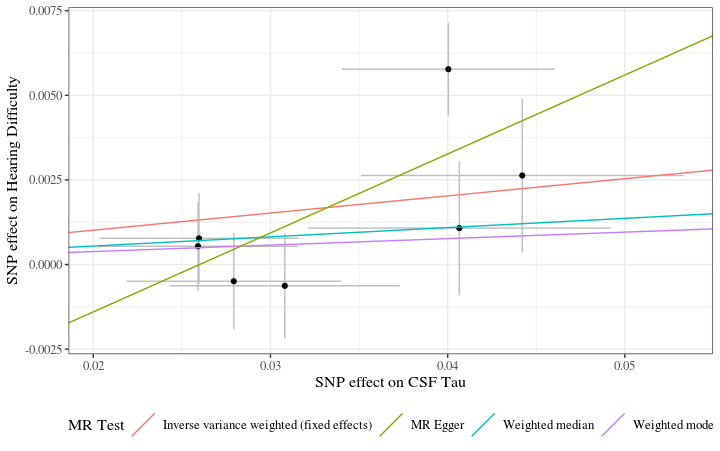 SNP effect on Hearing Difficulty
0.0075
0.0050
0.0025
0.0000
-0.0025
0.02 0.03 0.04 0.05
SNP effect on CSF Tau
MR Test Inverse variance weighted (fixed effects) MR Egger Weighted median Weighted mode